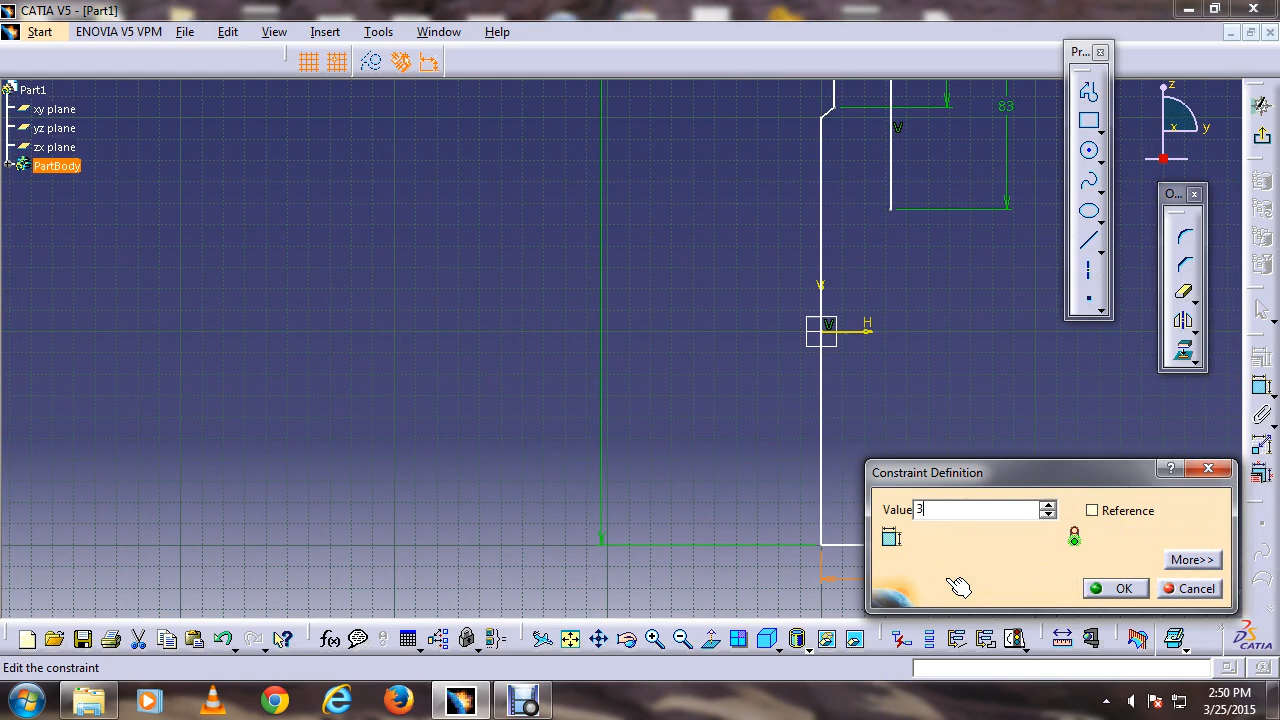 CATIA V5 - [Part1]
Start ENOVIA V5 VPM File Edit View Insert Tools Window Help
Pr...
Part1
xy plane
yz plane
zx plane
PartBody
83
V
z
x
y
O...
V
V
H
Constraint Definition
Value 3
Reference
More>>
OK
Cancel
f(x)
CATIA
Edit the constraint
2:50 PM
3/25/2015